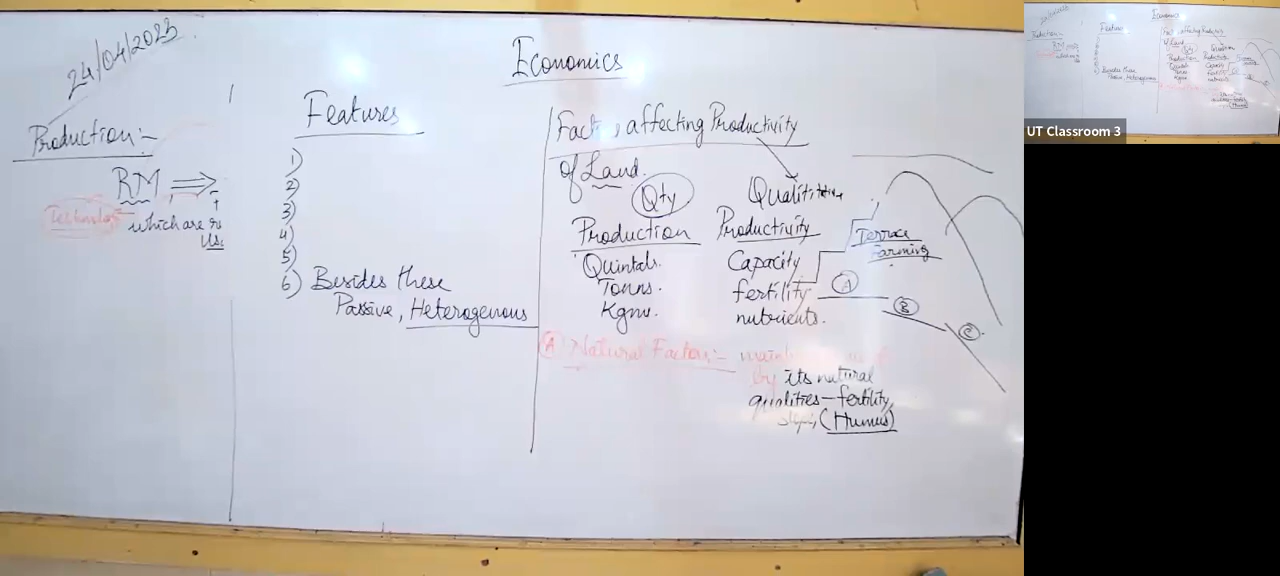 24/04/2023
Economics
Production:-
RM ⇒
which are
Us.
Features
1)
2)
3)
4)
5)
6) Besides these
Passive, Heterogenous
affecting Productivity
of Land.
Qty
Production
Quintals.
Tonns.
Kgms.
Qualitative
Productivity
Capacity
fertility
nutrients.
Terrace
Farming
A
B
C
A Natural Factors:-
by its natural
qualities-fertility,
(Humus)
UT Classroom 3